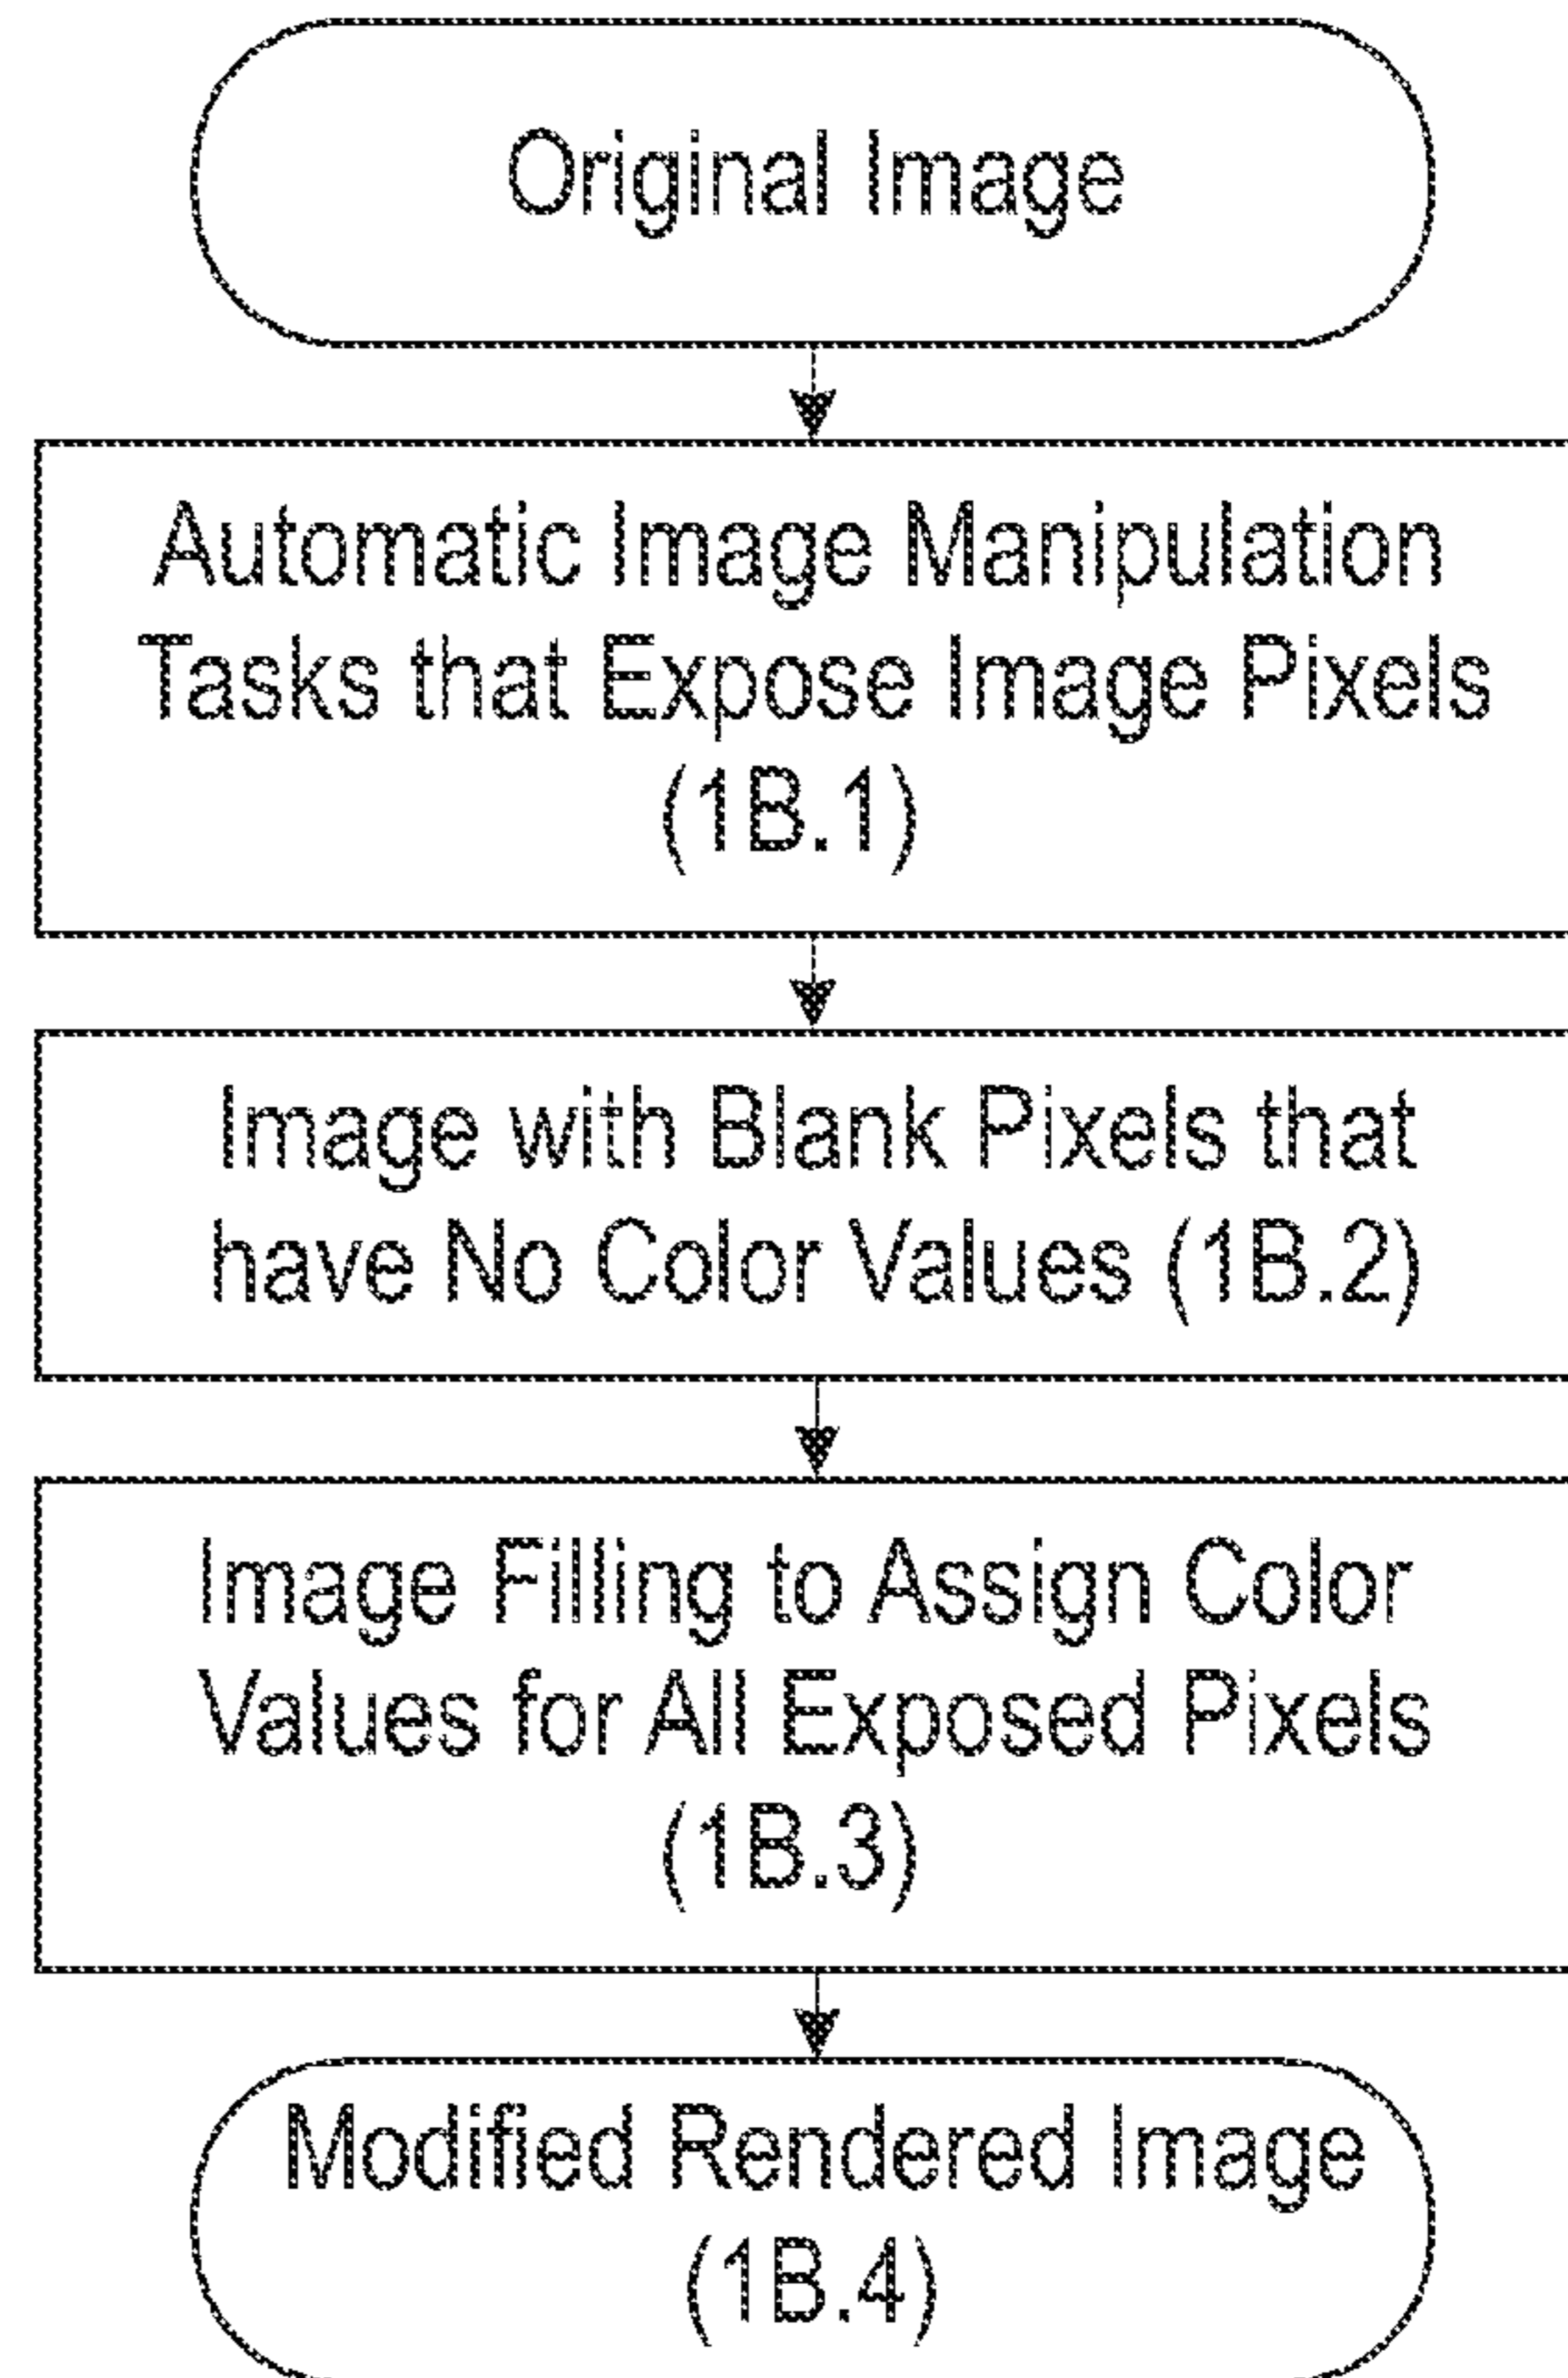 Original Image
Automatic Image Manipulation
Tasks that Expose Image Pixels
(1B.1)
Image with Blank Pixels that
have No Color Values (1B.2)
Image Filling to Assign Color
Values for All Exposed Pixels
(1B.3)
Modified Rendered Image
(1B.4)